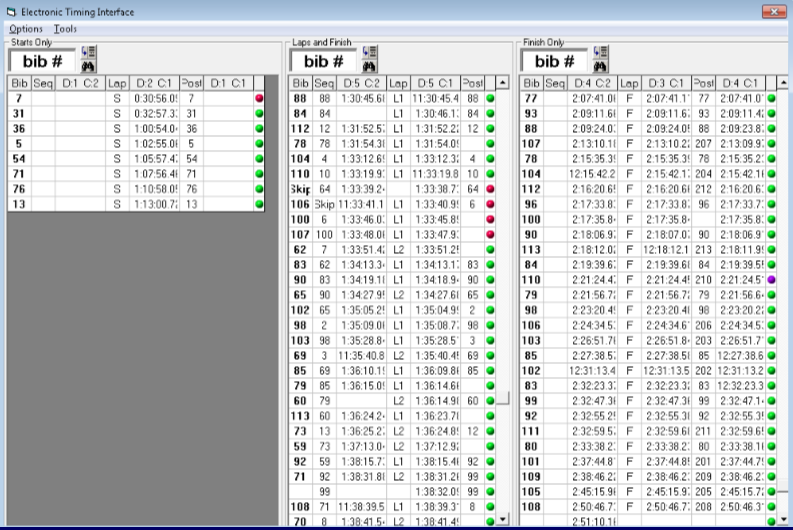 Electronic Timing Interface
Options Tools
Starts Only
bib #
Bib Seq D:1 C:2 Lap D:2 C:1 Post D:1 C:1
7 S 0:30:56.0 7
31 S 0:32:57.3 31
36 S 1:00:54.0 36
5 S 1:02:55.0 5
54 S 1:05:57.4 54
71 S 1:07:56.4 71
76 S 1:10:58.0 76
13 S 1:13:00.7 13
Laps and Finish
bib #
Bib Seq D:5 C:2 Lap D:5 C:1 Post
88 88 1:30:45.6 L1 11:30:45.4 88
84 84 L1 1:30:46.1 84
112 12 1:31:52.5 L1 1:31:52.2 12
78 78 1:31:54.3 L1 1:31:54.0
104 4 1:33:12.6 L1 1:33:12.3 4
110 10 1:33:19.9 L1 11:33:19.8 10
Skip 64 1:33:39.2 1:33:38.7 64
106 Skip 11:33:41.1 L1 1:33:40.9 6
100 6 1:33:46.0 L1 1:33:45.8
107 100 1:33:48.0 L1 1:33:47.9
62 7 1:33:51.4 L2 1:33:51.2
83 62 1:34:13.3 L1 1:34:13.1 83
90 83 1:34:19.1 L1 1:34:18.9 90
65 90 1:34:27.9 L2 1:34:27.6 65
102 65 1:35:05.2 L1 1:35:04.9 2
98 2 1:35:09.0 L1 1:35:08.7 98
103 98 1:35:28.8 L1 1:35:28.5 3
69 3 11:35:40.8 L2 1:35:40.4 69
85 69 1:36:10.1 L1 1:36:09.8 85
79 85 1:36:15.0 L1 1:36:14.6
60 79 L2 1:36:14.9 60
113 60 1:36:24.2 L1 1:36:23.7
73 13 1:36:25.2 L2 1:36:24.8 12
59 73 1:37:13.0 L2 1:37:12.9
92 59 1:38:15.7 L1 1:38:15.4 92
71 92 1:38:31.8 L2 1:38:31.2 99
99 1:38:32.0 99
108 71 11:38:39.5 L1 1:38:39.3 8
70 8 1:38:41.5 L2 1:38:41.4
Finish Only
bib #
Bib Seq D:4 C:2 Lap D:3 C:1 Post D:4 C:1
77 2:07:41.0 F 2:07:41.1 77 2:07:41.0
93 2:09:11.6 F 2:09:11.6 93 2:09:11.4
88 2:09:24.0 F 2:09:24.0 88 2:09:23.8
107 2:13:10.1 F 2:13:10.2 207 2:13:09.9
78 2:15:35.3 F 2:15:35.3 78 2:15:35.2
104 12:15:42.2 F 2:15:42.1 204 2:15:42.1
112 2:16:20.6 F 2:16:20.6 212 2:16:20.6
96 2:17:33.8 F 2:17:33.8 96 2:17:33.7
100 2:17:35.8 F 2:17:35.8 2:17:35.8
90 2:18:06.9 F 2:18:07.0 90 2:18:06.9
113 2:18:12.0 F 12:18:12.1 213 2:18:11.9
84 2:19:39.6 F 2:19:39.6 84 2:19:39.5
110 2:21:24.4 F 2:21:24.4 210 2:21:24.5
79 2:21:56.7 F 2:21:56.7 79 2:21:56.6
98 2:23:20.4 F 2:23:20.4 98 2:23:20.2
106 2:24:34.5 F 2:24:34.6 206 2:24:34.5
103 2:26:51.7 F 2:26:51.8 203 2:26:51.7
85 2:27:38.5 F 2:27:38.5 85 12:27:38.6
102 12:31:13.4 F 12:31:13.5 202 12:31:13.2
83 2:32:23.3 F 2:32:23.3 83 12:32:23.3
99 2:32:47.3 F 2:32:47.3 99 2:32:47.1
92 2:32:55.2 F 2:32:55.3 92 2:32:55.3
111 2:32:59.5 F 2:32:59.6 211 2:32:59.6
80 2:33:38.2 F 2:33:38.2 80 2:33:38.1
101 2:37:44.8 F 2:37:44.8 201 2:37:44.7
109 2:38:46.2 F 2:38:46.2 209 2:38:46.2
105 2:45:15.9 F 2:45:15.9 205 2:45:15.7
108 2:50:46.7 F 2:50:46.7 208 2:50:46.3
2:51:10.1